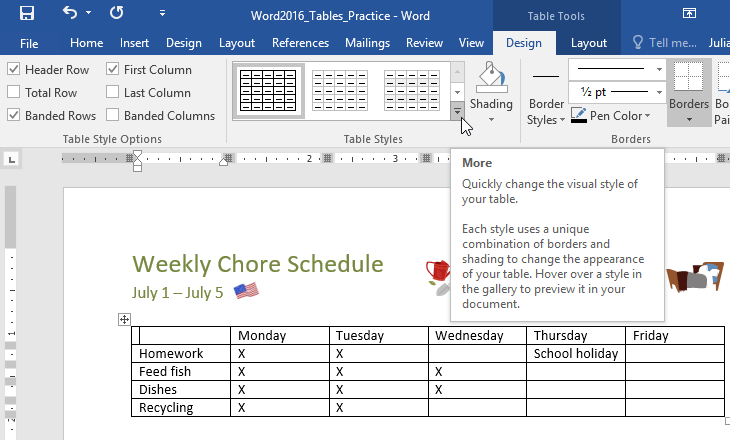 Word2016_Tables_Practice - Word
Table Tools
File Home Insert Design Layout References Mailings Review View Design Layout Tell me... Julia
Header Row First Column
Total Row Last Column
Banded Rows Banded Columns
Table Style Options
Table Styles
Shading
Border
Styles
½ pt
Pen Color
Borders
Borders
More
Quickly change the visual style of
your table.
Each style uses a unique
combination of borders and
shading to change the appearance
of your table. Hover over a style in
the gallery to preview it in your
document.
2 3
Weekly Chore Schedule
July 1 – July 5
Monday Tuesday Wednesday Thursday Friday
Homework X X School holiday
Feed fish X X X
Dishes X X X
Recycling X X